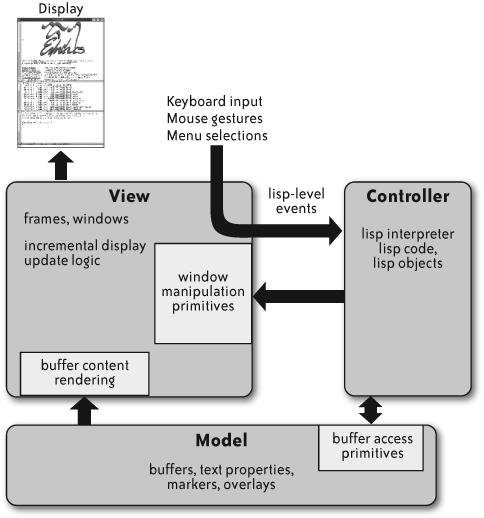 Display
Emacs
Keyboard input
Mouse gestures
Menu selections
View
frames, windows
incremental display
update logic
window
manipulation
primitives
buffer content
rendering
lisp-level
events
Controller
lisp interpreter
lisp code,
lisp objects
Model
buffers, text properties,
markers, overlays
buffer access
primitives